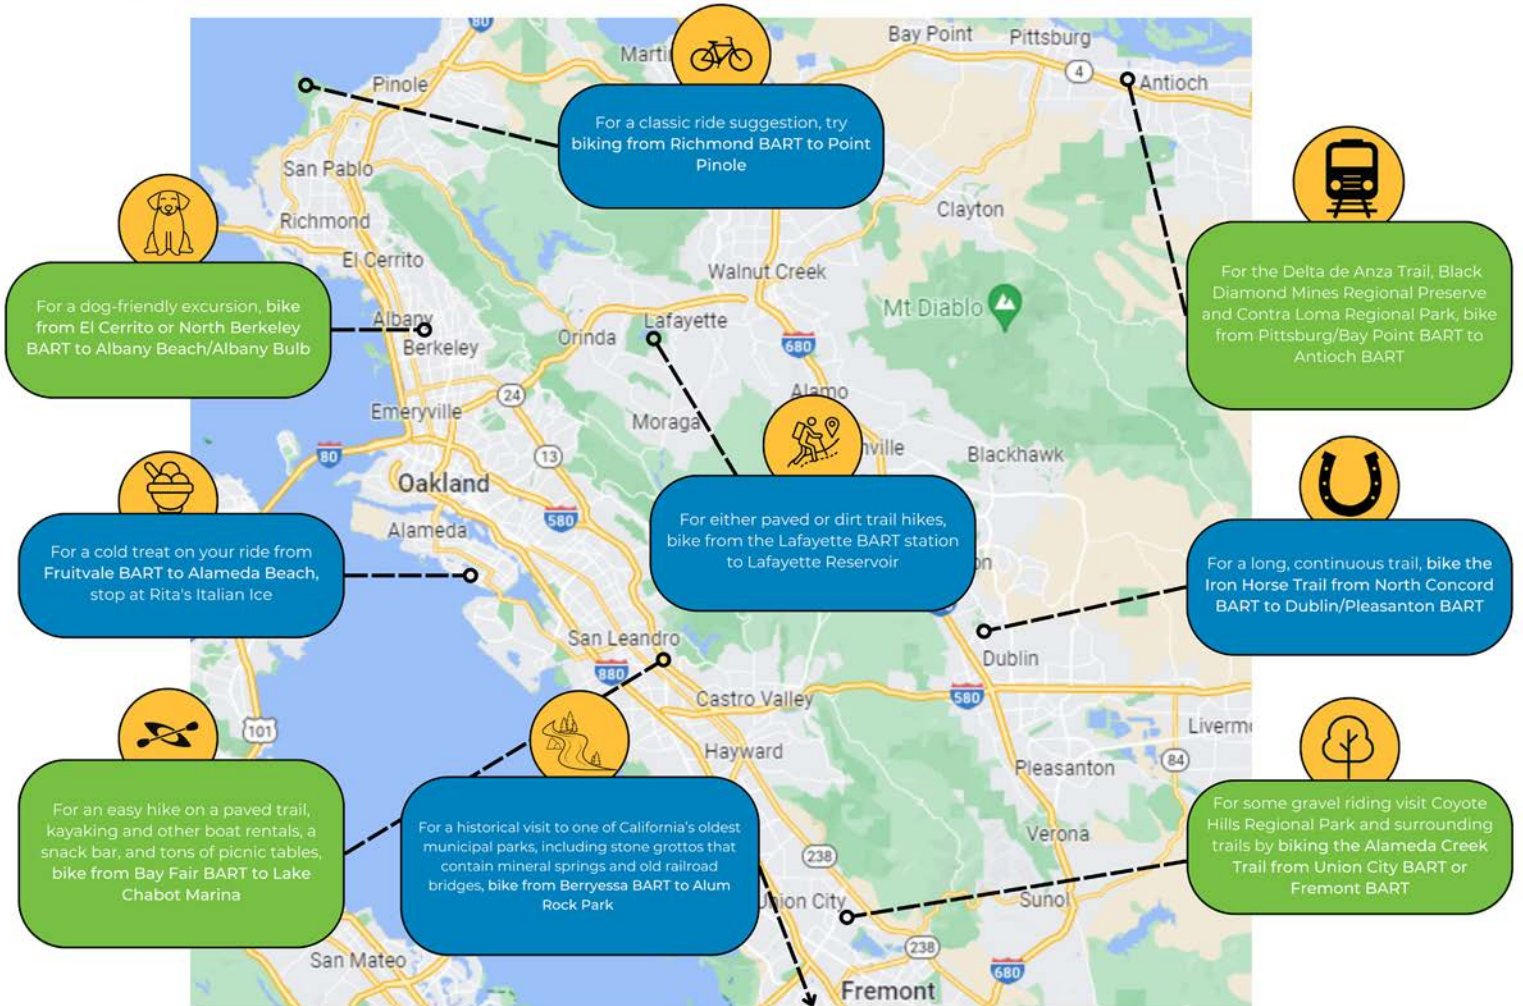 80
Bay Point
Pittsburg
Pinole
4
Antioch
For a classic ride suggestion, try
biking from Richmond BART to Point
Pinole
San Pablo
Richmond
Clayton
El Cerrito
Walnut Creek
For the Delta de Anza Trail, Black
Diamond Mines Regional Preserve
and Contra Loma Regional Park, bike
from Pittsburg/Bay Point BART to
Antioch BART
For a dog-friendly excursion, bike
from El Cerrito or North Berkeley
BART to Albany Beach/Albany Bulb
Albany
Berkeley
Orinda
Lafayette
Mt Diablo
680
24
Alamo
Emeryville
Moraga
80
13
Blackhawk
Oakland
580
Alameda
For a cold treat on your ride from
Fruitvale BART to Alameda Beach,
stop at Rita's Italian Ice
For either paved or dirt trail hikes,
bike from the Lafayette BART station
to Lafayette Reservoir
For a long, continuous trail, bike the
Iron Horse Trail from North Concord
BART to Dublin/Pleasanton BART
San Leandro
880
Dublin
Castro Valley
580
101
Hayward
Pleasanton
84
For an easy hike on a paved trail,
kayaking and other boat rentals, a
snack bar, and tons of picnic tables,
bike from Bay Fair BART to Lake
Chabot Marina
For a historical visit to one of California's oldest
municipal parks, including stone grottos that
contain mineral springs and old railroad
bridges, bike from Berryessa BART to Alum
Rock Park
For some gravel riding visit Coyote
Hills Regional Park and surrounding
trails by biking the Alameda Creek
Trail from Union City BART or
Fremont BART
Verona
238
Union City
Sunol
238
San Mateo
680
Fremont